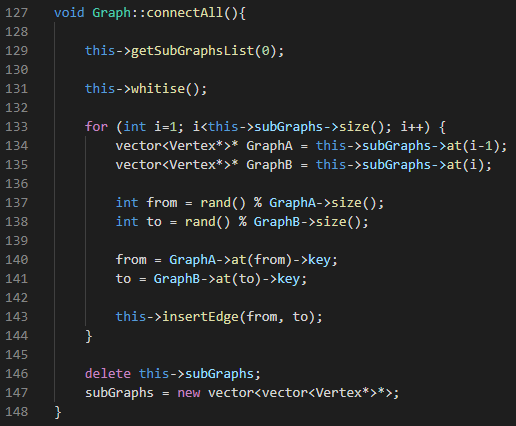 127 void Graph::connectAll(){
128
129     this->getSubGraphsList(0);
130
131     this->whitise();
132
133     for (int i=1; i<this->subGraphs->size(); i++) {
134         vector<Vertex*>* GraphA = this->subGraphs->at(i-1);
135         vector<Vertex*>* GraphB = this->subGraphs->at(i);
136
137         int from = rand() % GraphA->size();
138         int to = rand() % GraphB->size();
139
140         from = GraphA->at(from)->key;
141         to = GraphB->at(to)->key;
142
143         this->insertEdge(from, to);
144     }
145
146     delete this->subGraphs;
147     subGraphs = new vector<vector<Vertex*>*>;
148 }